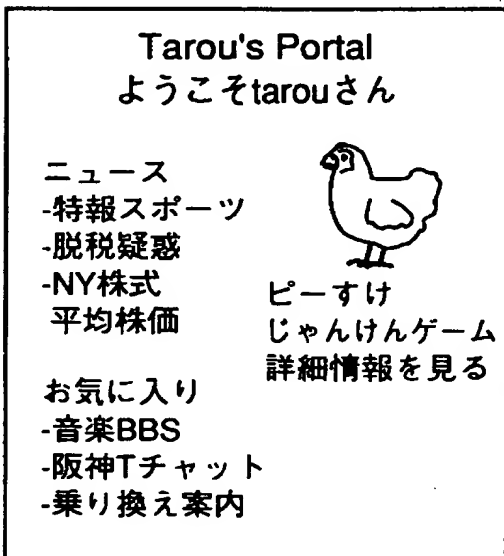 Tarou's Portal
ようこそtarouさん
ニュース
-特報スポーツ
-脱税疑惑
-NY株式
平均株価
ピーすけ
じゃんけんゲーム
詳細情報を見る
お気に入り
-音楽BBS
-阪神Tチャット
-乗り換え案内